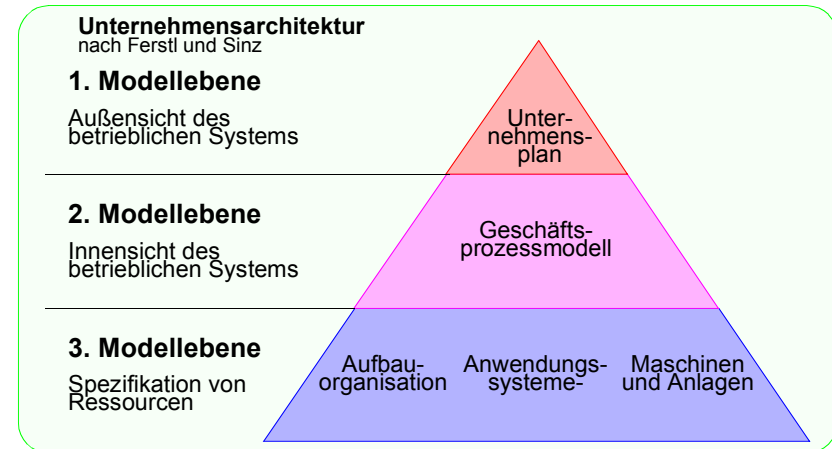 Unternehmensarchitektur
nach Ferstl und Sinz
1. Modellebene
Außensicht des
betrieblichen Systems
Unter-
nehmens-
plan
2. Modellebene
Innensicht des
betrieblichen Systems
Geschäfts-
prozessmodell
3. Modellebene
Spezifikation von
Ressourcen
Aufbau-
organisation
Anwendungs-
systeme-
Maschinen
und Anlagen